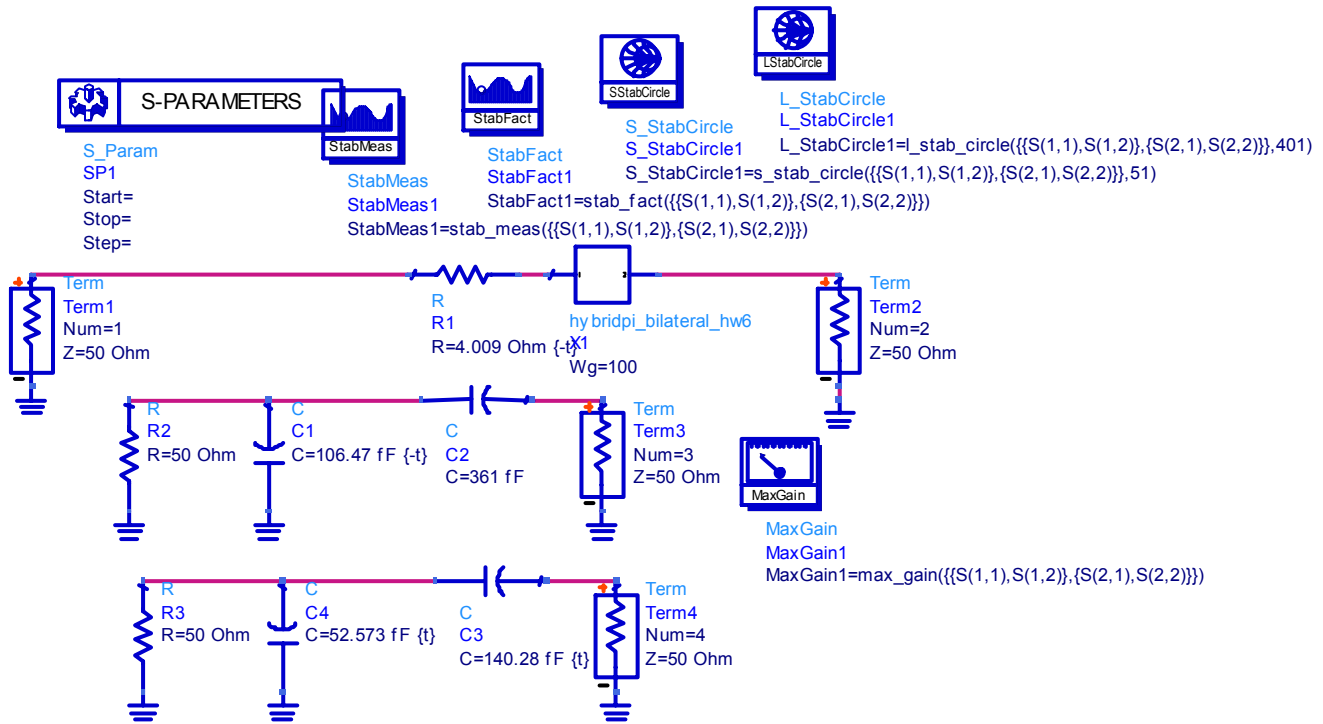 S-PARAMETERS
S_Param
SP1
Start=
Stop=
Step=
StabMeas
StabMeas
StabMeas1
StabMeas1=stab_meas({{S(1,1),S(1,2)},{S(2,1),S(2,2)}})
StabFact
StabFact
StabFact1
StabFact1=stab_fact({{S(1,1),S(1,2)},{S(2,1),S(2,2)}})
SStabCircle
S_StabCircle
S_StabCircle1
S_StabCircle1=s_stab_circle({{S(1,1),S(1,2)},{S(2,1),S(2,2)}},51)
LStabCircle
L_StabCircle
L_StabCircle1
L_StabCircle1=l_stab_circle({{S(1,1),S(1,2)},{S(2,1),S(2,2)}},401)
Term
Term1
Num=1
Z=50 Ohm
R
R1
R=4.009 Ohm {-t}
hybridpi_bilateral_hw6
X1
Wg=100
Term
Term2
Num=2
Z=50 Ohm
R
R2
R=50 Ohm
C
C1
C=106.47 fF {-t}
C
C2
C=361 fF
Term
Term3
Num=3
Z=50 Ohm
MaxGain
MaxGain
MaxGain1
MaxGain1=max_gain({{S(1,1),S(1,2)},{S(2,1),S(2,2)}})
R
R3
R=50 Ohm
C
C4
C=52.573 fF {t}
C
C3
C=140.28 fF {t}
Term
Term4
Num=4
Z=50 Ohm